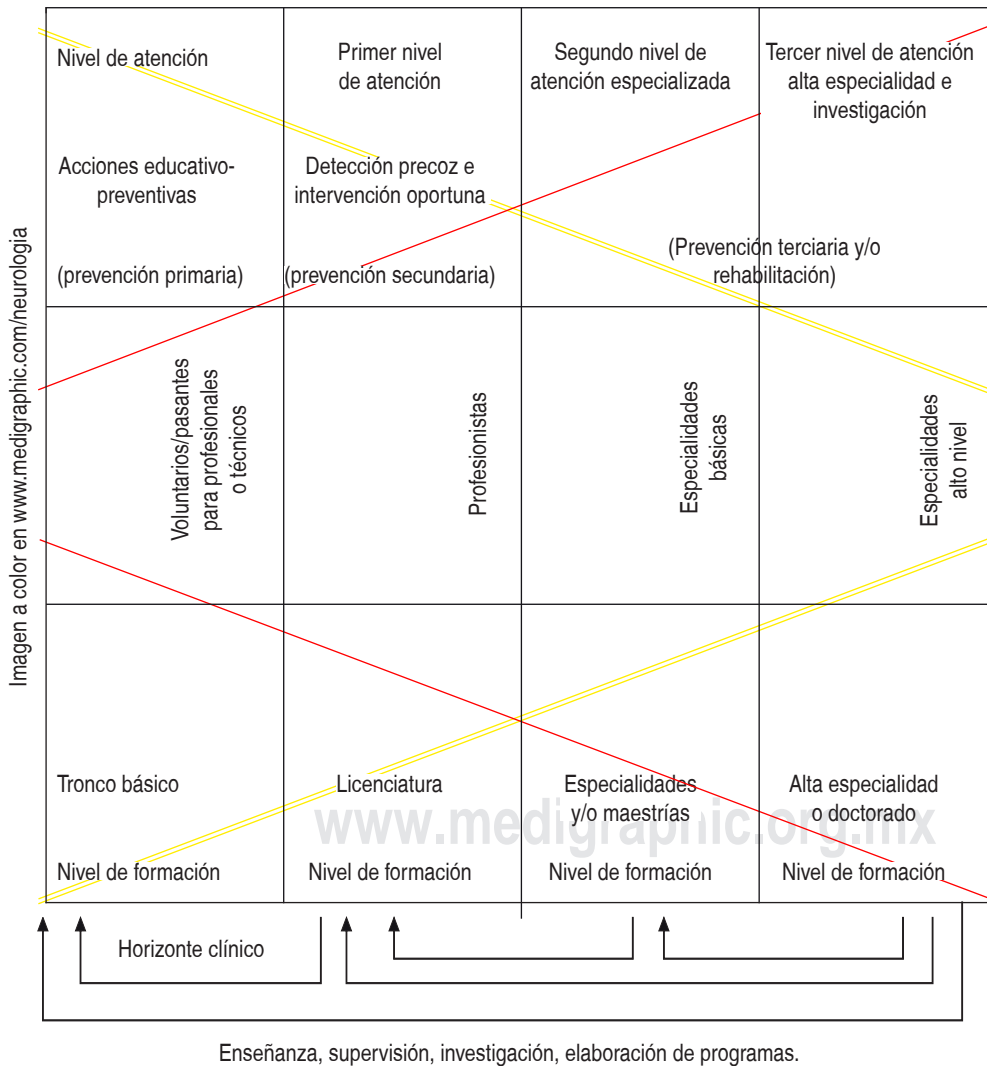 Nivel de atención
Primer nivel
de atención
Segundo nivel de
atención especializada
Tercer nivel de atención
alta especialidad e
investigación
Acciones educativo-
preventivas
Detección precoz e
intervención oportuna
(prevención primaria)
(prevención secundaria)
(Prevención terciaria y/o
rehabilitación)
Imagen a color en www.medigraphic.com/neurologia
Voluntarios/pasantes
para profesionales
o técnicos
Profesionistas
Especialidades
básicas
Especialidades
alto nivel
Tronco básico
Licenciatura
Especialidades
y/o maestrías
Alta especialidad
o doctorado
www.medigraphic.org.mx
Nivel de formación
Nivel de formación
Nivel de formación
Nivel de formación
Horizonte clínico
Enseñanza, supervisión, investigación, elaboración de programas.